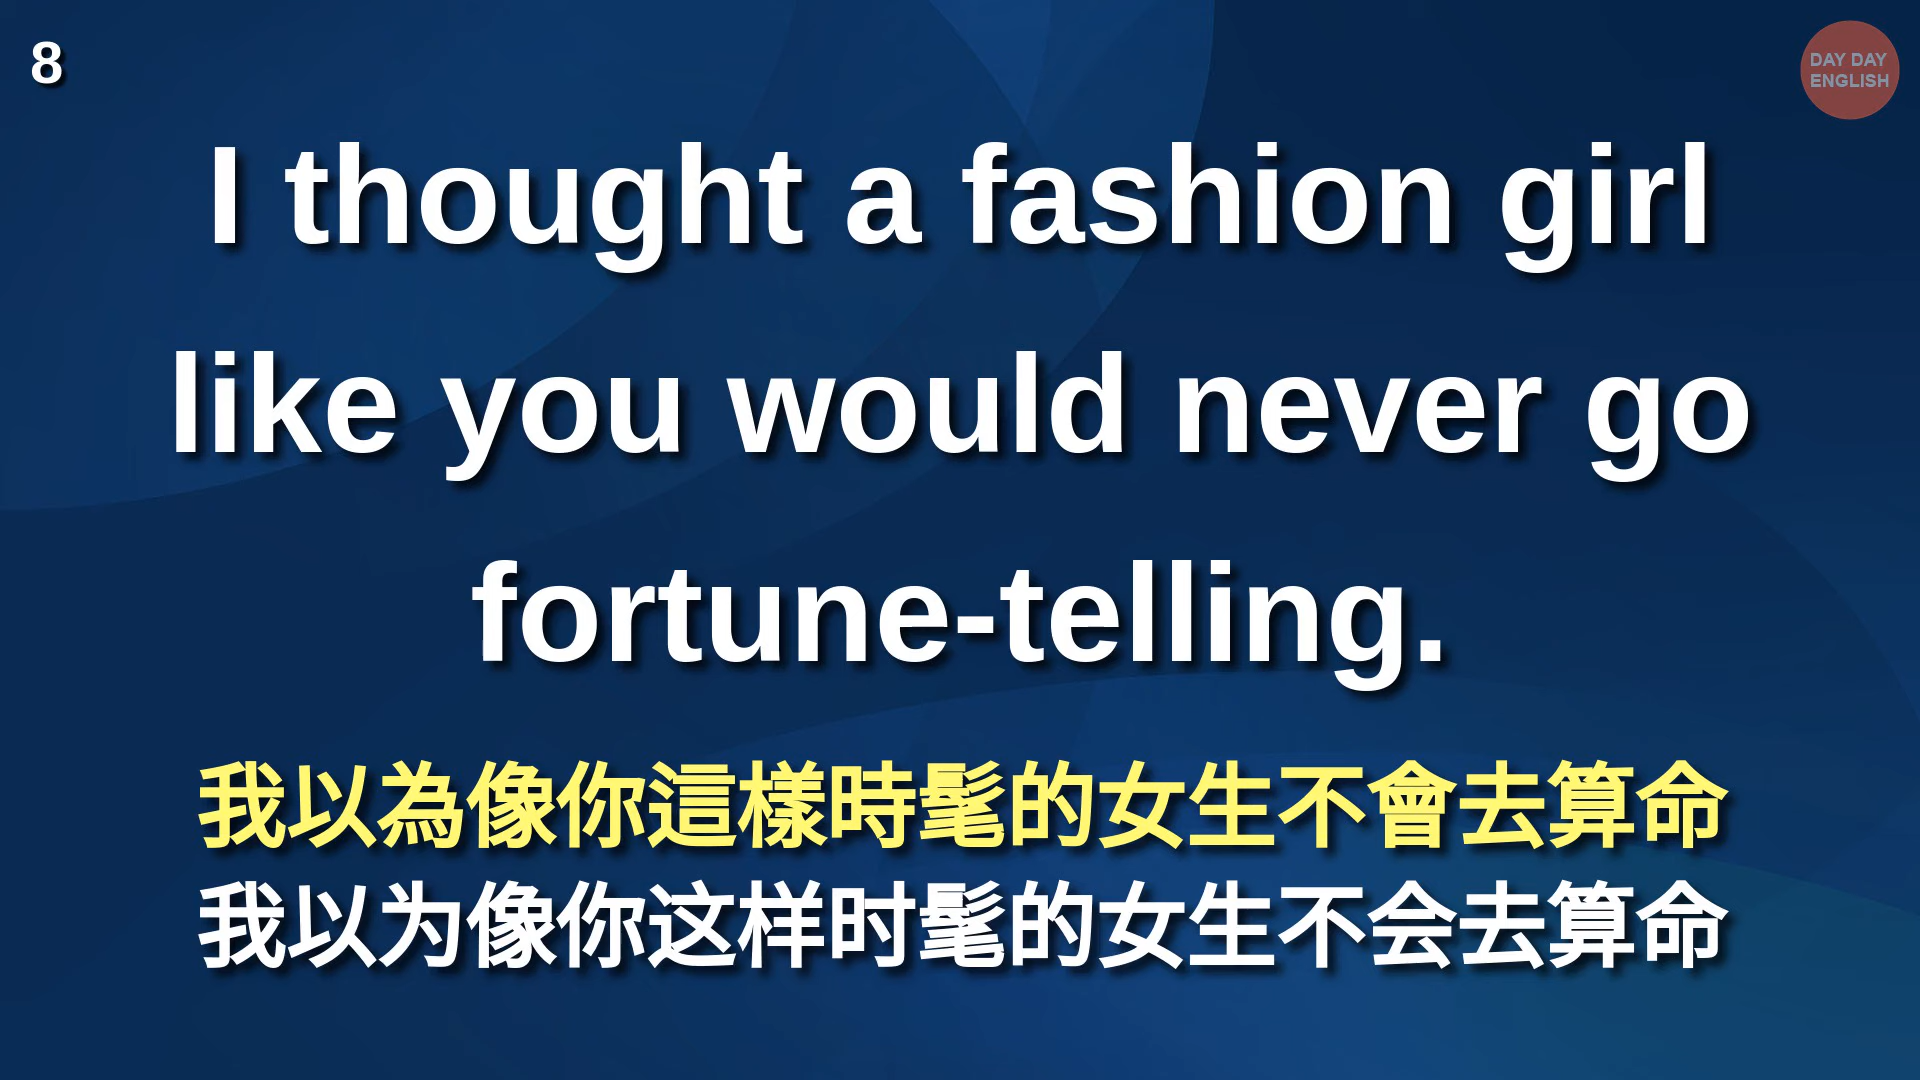 8
DAY DAY
ENGLISH
I thought a fashion girl
like you would never go
fortune-telling.
我以為像你這樣時髦的女生不會去算命
我以为像你这样时髦的女生不会去算命